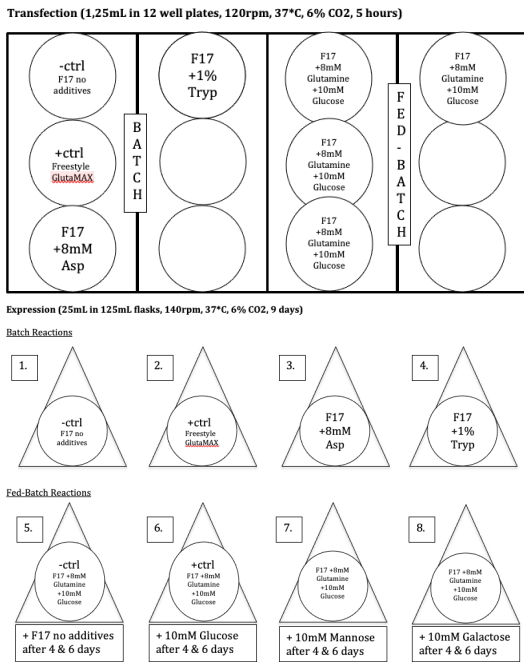 Transfection (1,25mL in 12 well plates, 120rpm, 37*C, 6% CO2, 5 hours)
-ctrl
F17 no
additives
+ctrl
Freestyle
GlutaMAX
F17
+8mM
Asp
B
A
T
C
H
F17
+1%
Tryp
F17
+8mM
Glutamine
+10mM
Glucose
F17
+8mM
Glutamine
+10mM
Glucose
F17
+8mM
Glutamine
+10mM
Glucose
F
E
D
-
B
A
T
C
H
F17
+8mM
Glutamine
+10mM
Glucose
Expression (25mL in 125mL flasks, 140rpm, 37*C, 6% CO2, 9 days)
Batch Reactions
1.
-ctrl
F17 no
additives
2.
+ctrl
Freestyle
GlutaMAX
3.
F17
+8mM
Asp
4.
F17
+1%
Tryp
Fed-Batch Reactions
5.
-ctrl
F17 +8mM
Glutamine
+10mM
Glucose
+ F17 no additives
after 4 & 6 days
6.
+ctrl
F17 +8mM
Glutamine
+10mM
Glucose
+ 10mM Glucose
after 4 & 6 days
7.
F17 +8mM
Glutamine
+10mM
Glucose
+ 10mM Mannose
after 4 & 6 days
8.
F17 +8mM
Glutamine
+10mM
Glucose
+ 10mM Galactose
after 4 & 6 days